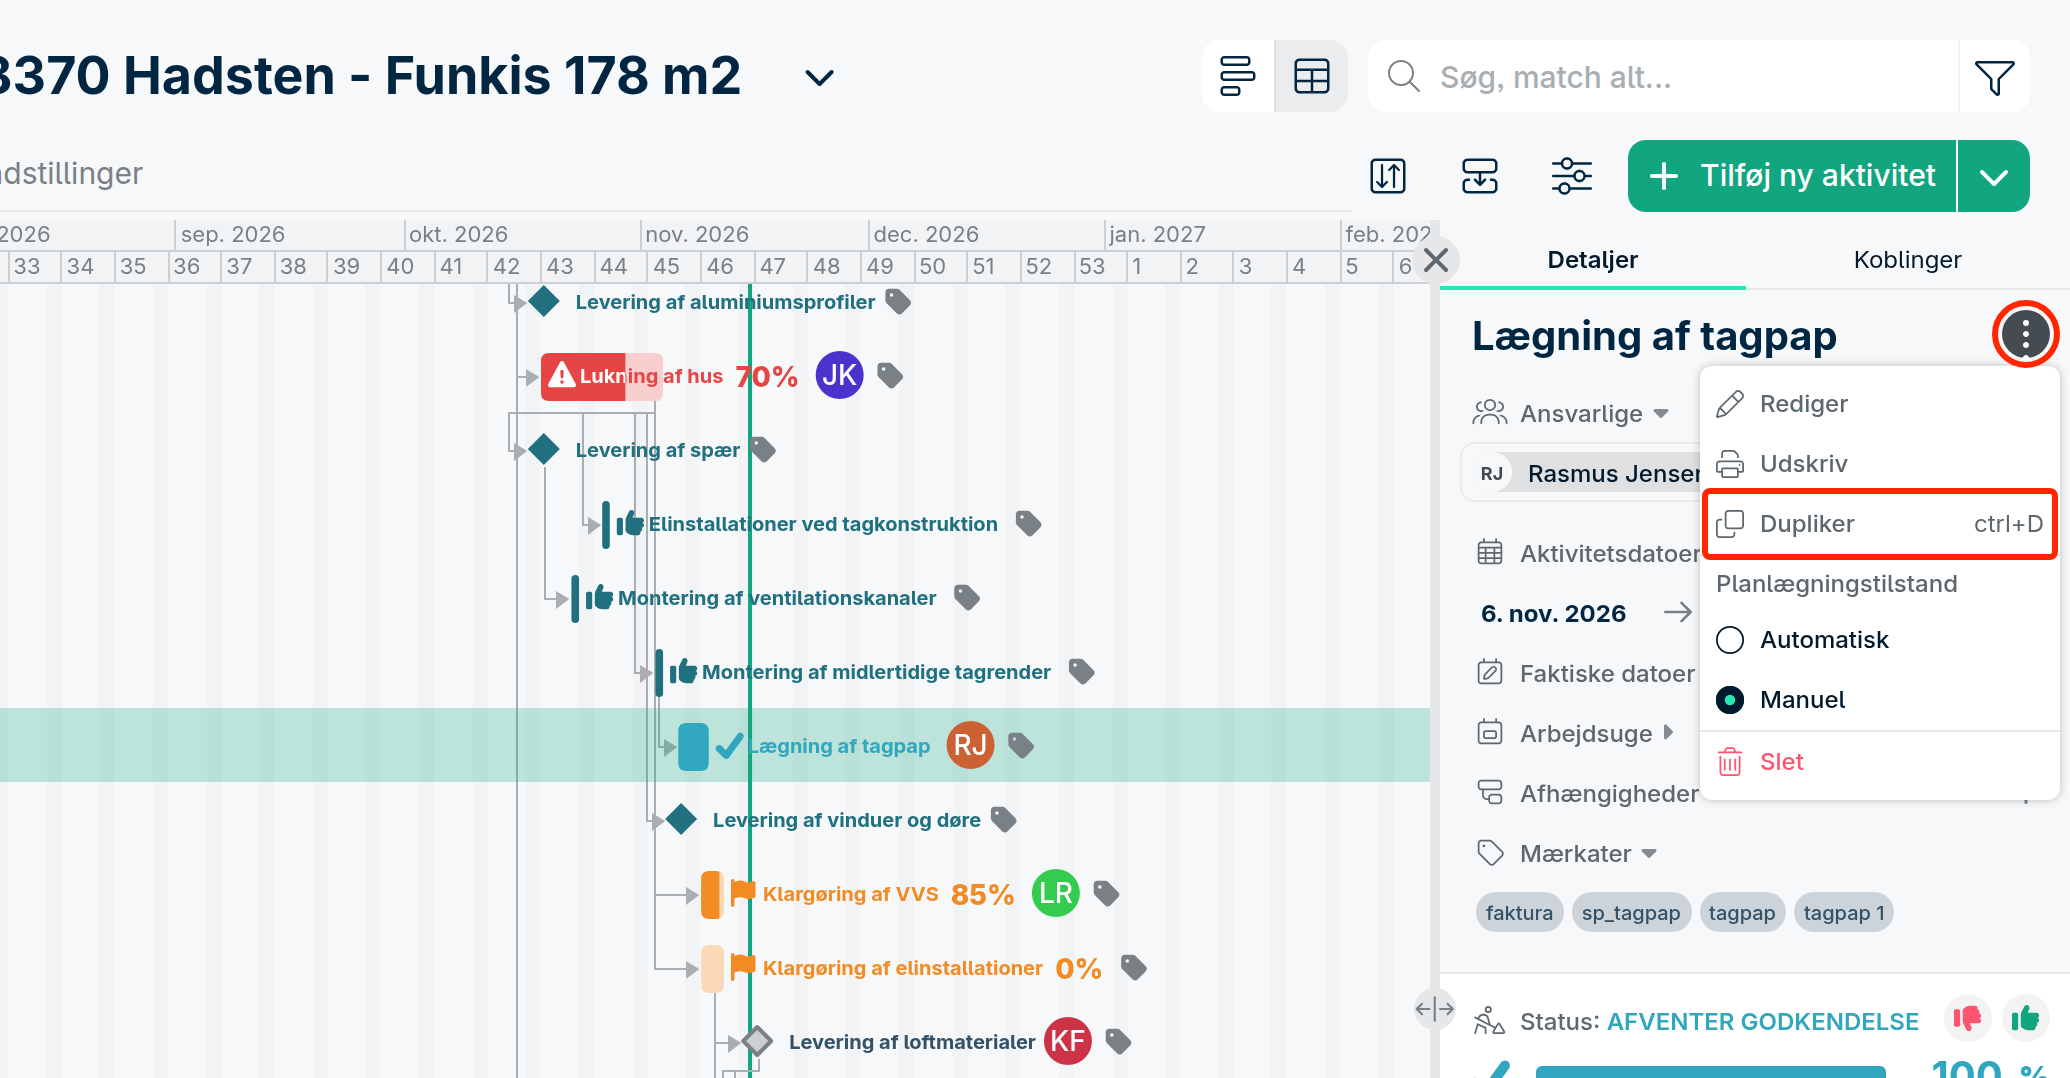 3370 Hadsten - Funkis 178 m2
Søg, match alt...
dstillinger
Tilføj ny aktivitet
2026 sep. 2026 okt. 2026 nov. 2026 dec. 2026 jan. 2027 feb. 202
33 34 35 36 37 38 39 40 41 42 43 44 45 46 47 48 49 50 51 52 53 1 2 3 4 5 6
Levering af aluminiumsprofiler
Lukning af hus 70% JK
Levering af spær
Elinstallationer ved tagkonstruktion
Montering af ventilationskanaler
Montering af midlertidige tagrender
Lægning af tagpap RJ
Levering af vinduer og døre
Klargøring af VVS 85% LR
Klargøring af elinstallationer 0%
Levering af loftmaterialer KF
Detaljer Koblinger
Lægning af tagpap
Ansvarlige
RJ Rasmus Jensen
Aktivitetsdatoer
6. nov. 2026
Faktiske datoer
Arbejdsuge
Afhængigheder
Mærkater
faktura sp_tagpap tagpap tagpap 1
Status: AFVENTER GODKENDELSE
100 %
Rediger
Udskriv
Dupliker ctrl+D
Planlægningstilstand
Automatisk
Manuel
Slet